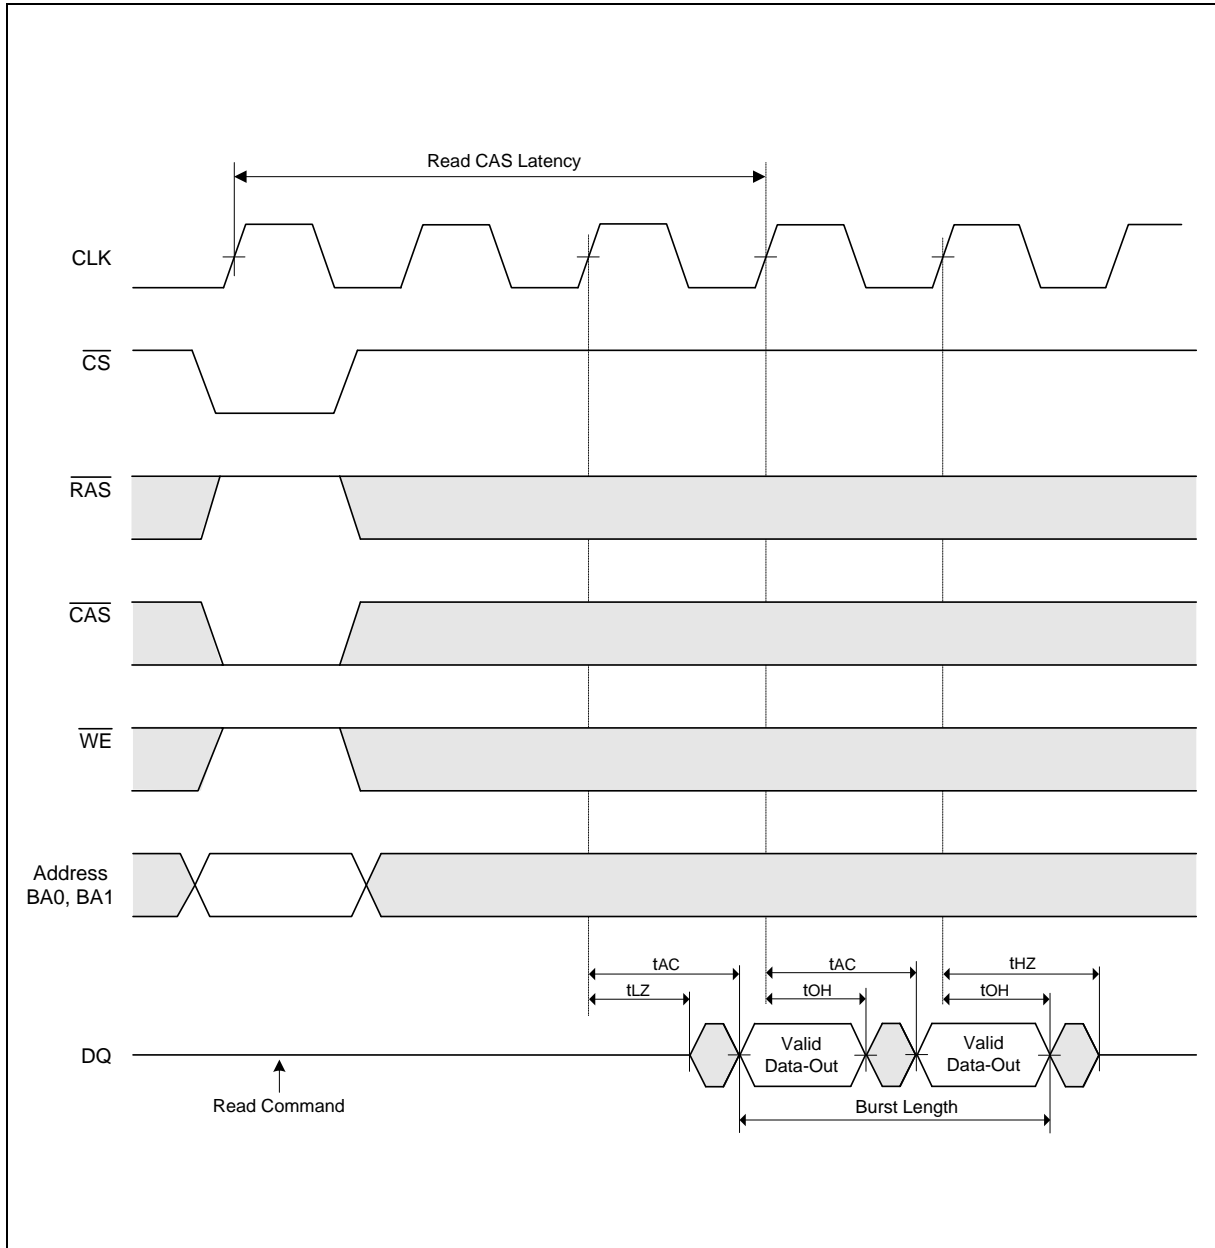 Read CAS Latency
CLK
CS
RAS
CAS
WE
Address
BA0, BA1
tAC
tAC
tHZ
tLZ
tOH
tOH
DQ
Valid
Data-Out
Valid
Data-Out
Read Command
Burst Length